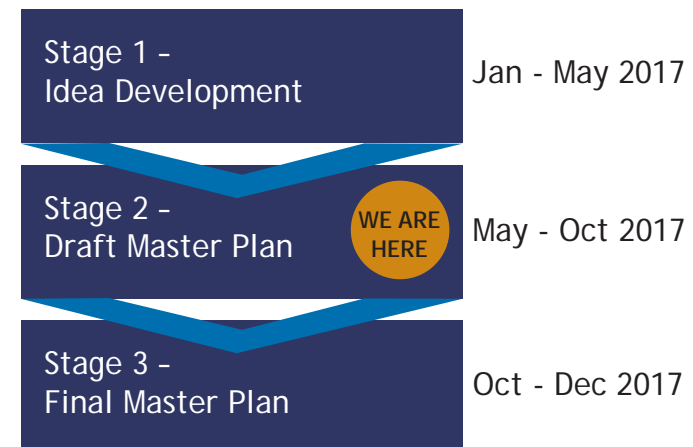 Stage 1 –
Idea Development
Jan - May 2017
Stage 2 –
Draft Master Plan
WE ARE
HERE
May - Oct 2017
Stage 3 –
Final Master Plan
Oct - Dec 2017